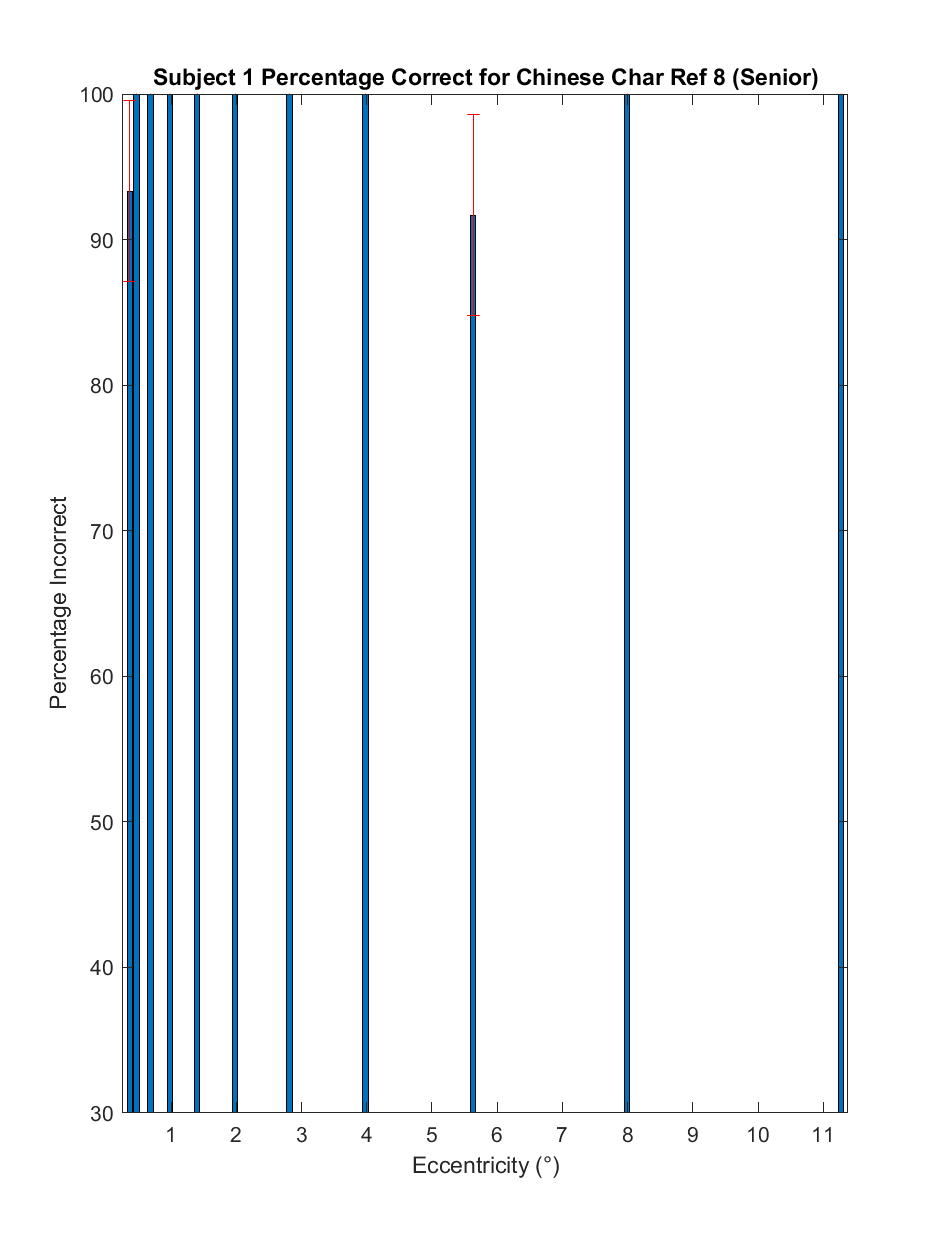 Subject 1 Percentage Correct for Chinese Char Ref 8 (Senior)
100
90
80
70
60
50
40
30
Percentage Incorrect
1 2 3 4 5 6 7 8 9 10 11
Eccentricity (°)